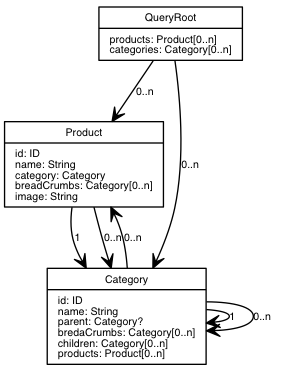 QueryRoot
products: Product[0..n]
categories: Category[0..n]
0..n
Product
id: ID
name: String
category: Category
breadCrumbs: Category[0..n]
image: String
0..n
1
0..n
0..n
Category
id: ID
name: String
parent: Category?
bredaCrumbs: Category[0..n]
children: Category[0..n]
products: Product[0..n]
1
0..n